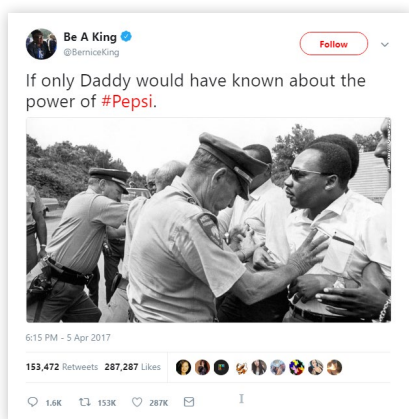 Be A King
@BerniceKing
Follow
If only Daddy would have known about the
power of #Pepsi.
6:15 PM - 5 Apr 2017
153,472 Retweets 287,287 Likes
1.6K 153K 287K